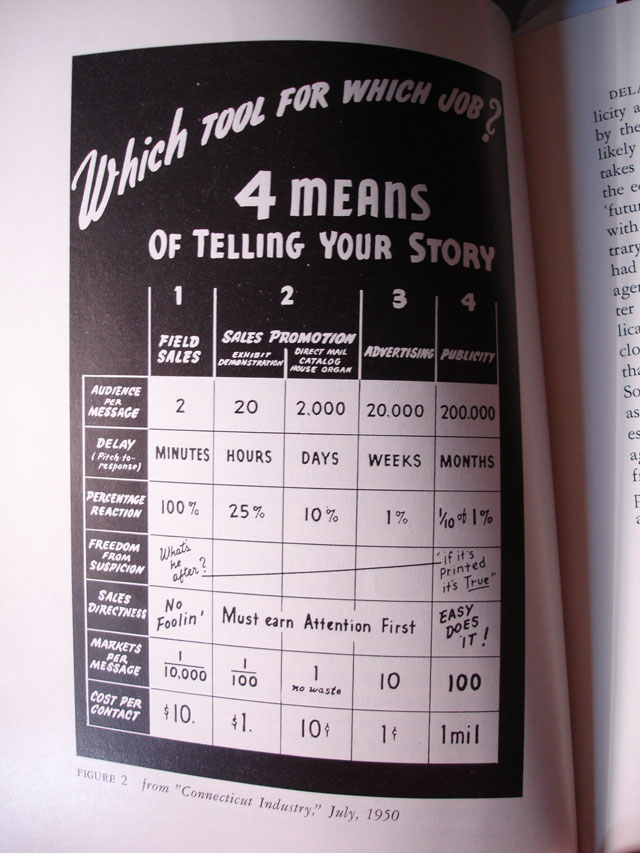 Which TOOL FOR WHICH JOB?
4 MEANS
OF TELLING YOUR STORY
1 2 3 4
FIELD SALES
SALES PROMOTION
EXHIBIT DEMONSTRATION
DIRECT MAIL CATALOG HOUSE ORGAN
ADVERTISING
PUBLICITY
AUDIENCE PER MESSAGE 2 20 2,000 20,000 200.000
DELAY (Pitch-to-response) MINUTES HOURS DAYS WEEKS MONTHS
PERCENTAGE REACTION 100% 25% 10% 1% 1/10 of 1%
FREEDOM FROM SUSPICION What's he after? "if it's Printed it's True"
SALES DIRECTNESS No Foolin' Must earn Attention First EASY DOES IT!
MARKETS PER MESSAGE 1/10,000 1/100 1 no waste 10 100
COST PER CONTACT $10. $1. 10¢ 1¢ 1mil
FIGURE 2 from "Connecticut Industry," July, 1950
DELA
licity a
by the
likely
takes
the e
'futur
with
trary
had
agen
ter
lica
clo
tha
So
as
es